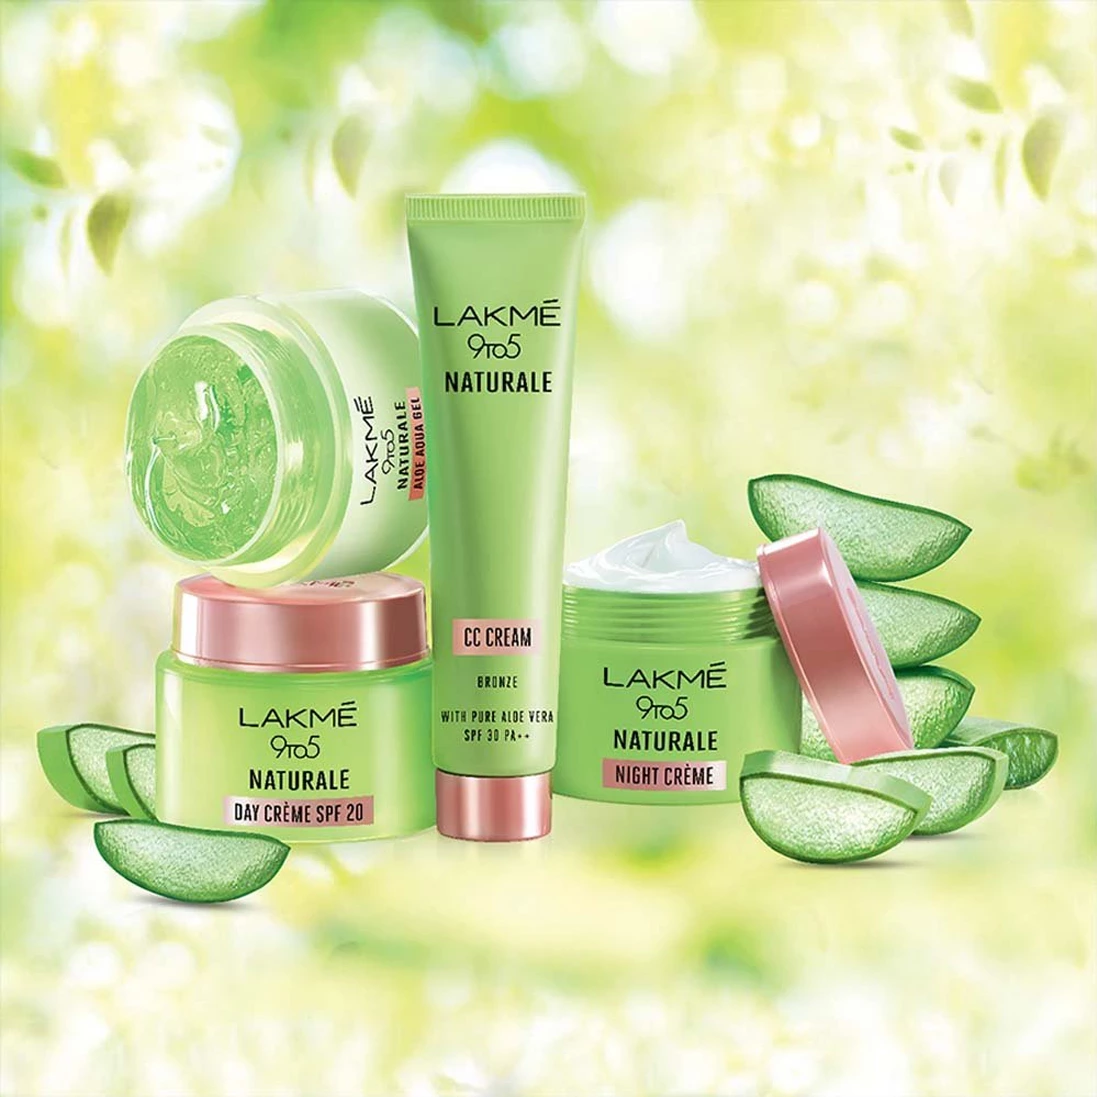 LAKMÉ
9to5
NATURALE
ALOE AQUA GEL
LAKMÉ
9to5
NATURALE
CC CREAM
BRONZE
WITH PURE ALOE VERA
SPF 30 PA++
LAKMÉ
9to5
NATURALE
DAY CRÈME SPF 20
LAKMÉ
9to5
NATURALE
NIGHT CRÈME